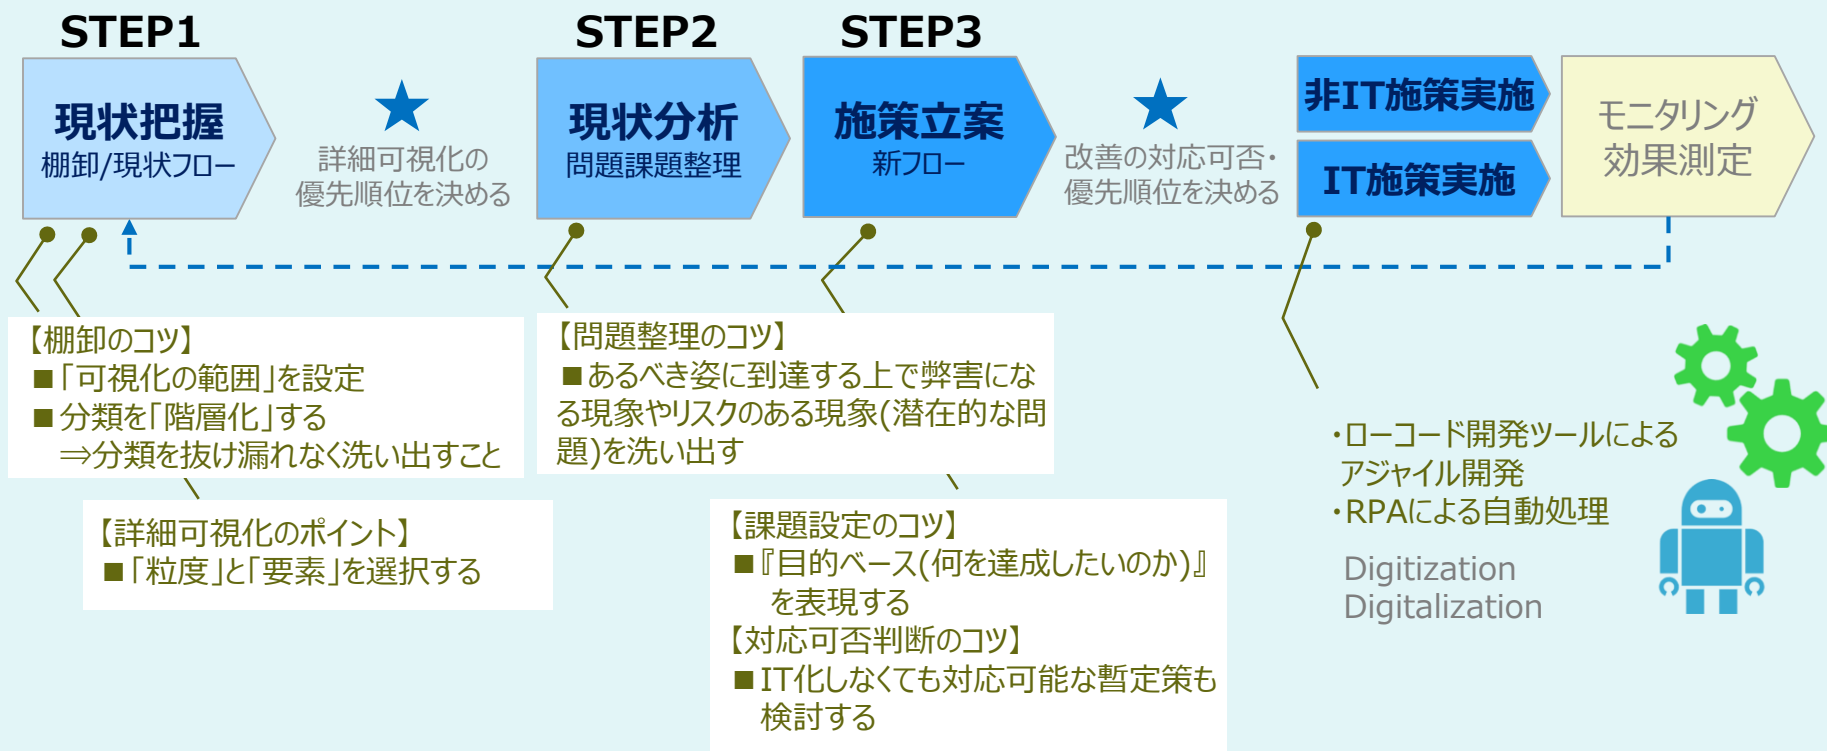 STEP1
現状把握
棚卸/現状フロー
詳細可視化の
優先順位を決める
STEP2
現状分析
問題課題整理
STEP3
施策立案
新フロー
改善の対応可否・
優先順位を決める
非IT施策実施
IT施策実施
モニタリング
効果測定
【棚卸のコツ】
■「可視化の範囲」を設定
■分類を「階層化」する
⇒分類を抜け漏れなく洗い出すこと
【詳細可視化のポイント】
■「粒度」と「要素」を選択する
【問題整理のコツ】
■あるべき姿に到達する上で弊害にな
る現象やリスクのある現象(潜在的な問
題)を洗い出す
【課題設定のコツ】
■『目的ベース(何を達成したいのか)』
を表現する
【対応可否判断のコツ】
■IT化しなくても対応可能な暫定策も
検討する
・ローコード開発ツールによる
アジャイル開発
・RPAによる自動処理
Digitization
Digitalization